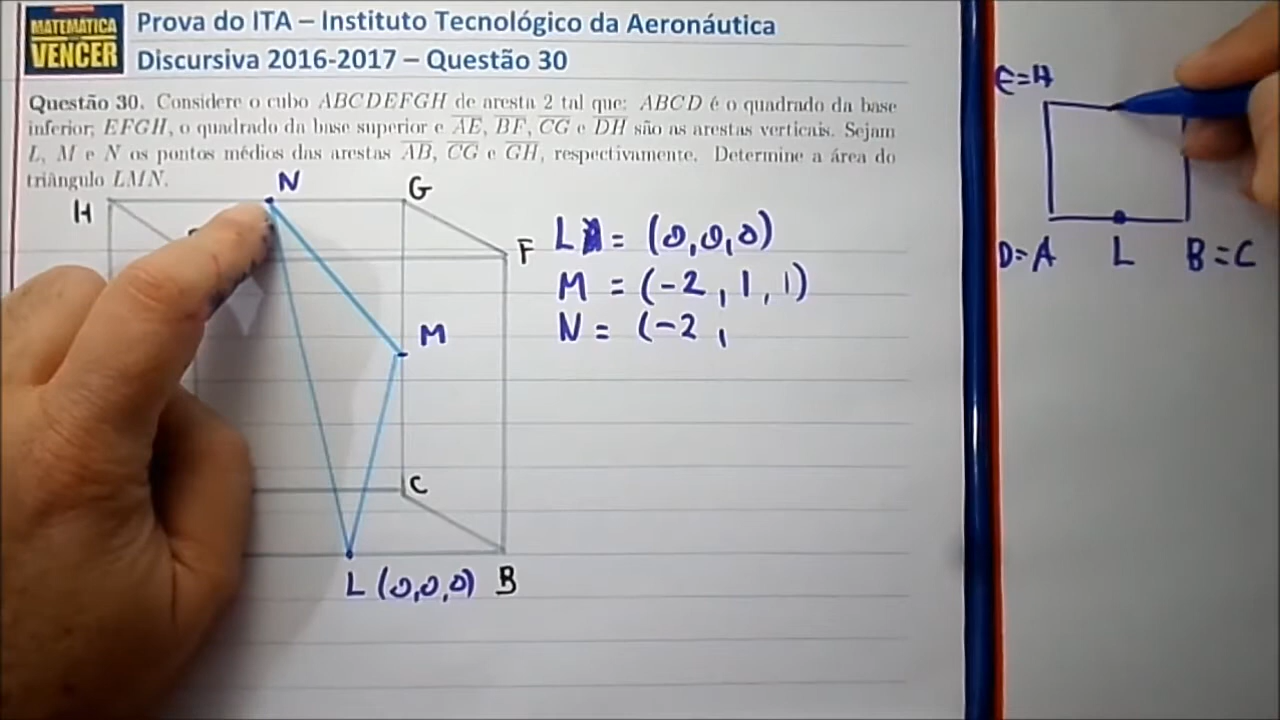 MATEMÁTICA
VENCER
Prova do ITA – Instituto Tecnológico da Aeronáutica
Discursiva 2016-2017 – Questão 30
Questão 30. Considere o cubo ABCDEFGH de aresta 2 tal que: ABCD é o quadrado da base
inferior; EFGH, o quadrado da base superior e AE, BF, CG e DH são as arestas verticais. Sejam
L, M e N os pontos médios das arestas AB, CG e GH, respectivamente. Determine a área do
triângulo LMN.
N
G
H
F
M
C
L (0,0,0)
B
L = (0,0,0)
M = (-2, 1, 1)
N = (-2,
E=H
D=A
L
B=C